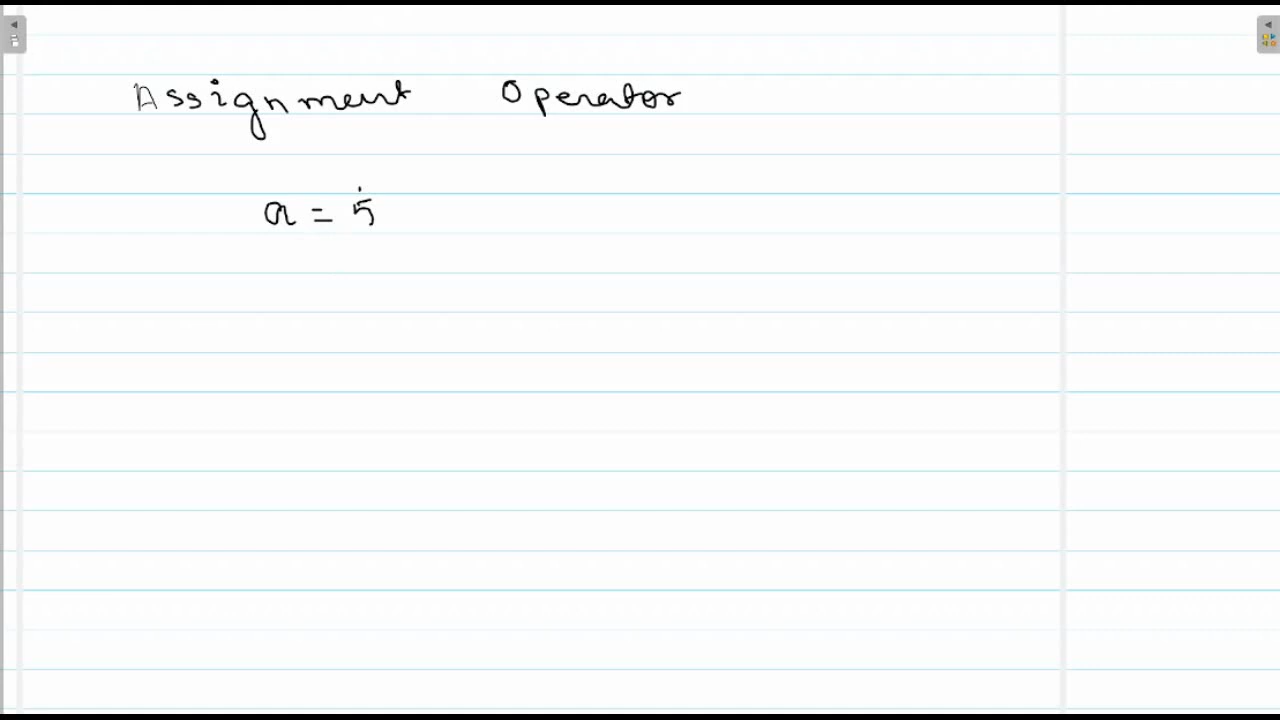 Assignment Operator
a = 5